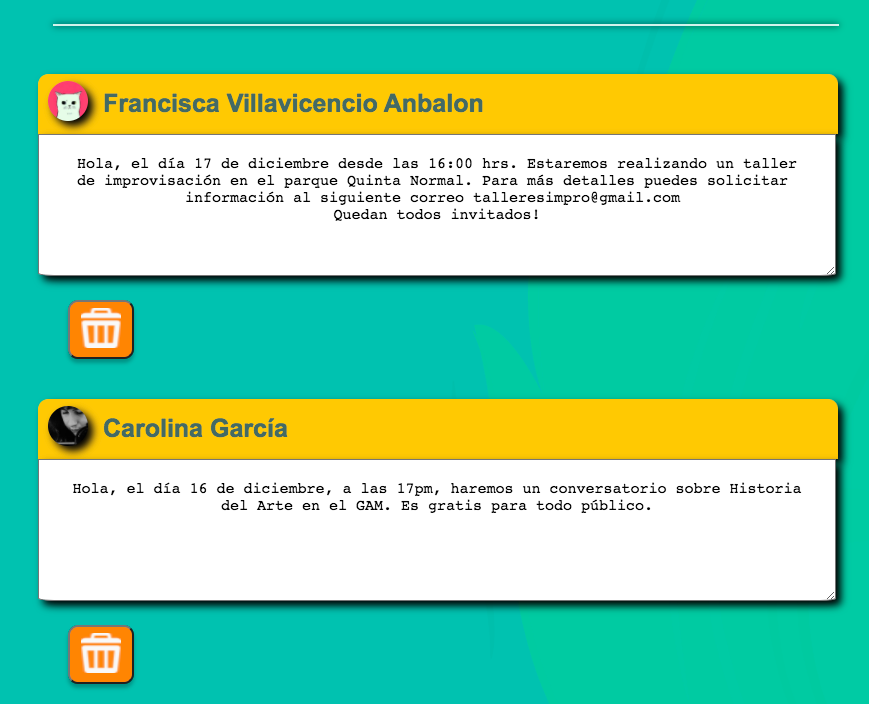 Francisca Villavicencio Anbalon
Hola, el día 17 de diciembre desde las 16:00 hrs. Estaremos realizando un taller
de improvisación en el parque Quinta Normal. Para más detalles puedes solicitar
información al siguiente correo talleresimpro@gmail.com
Quedan todos invitados!
Carolina García
Hola, el día 16 de diciembre, a las 17pm, haremos un conversatorio sobre Historia
del Arte en el GAM. Es gratis para todo público.